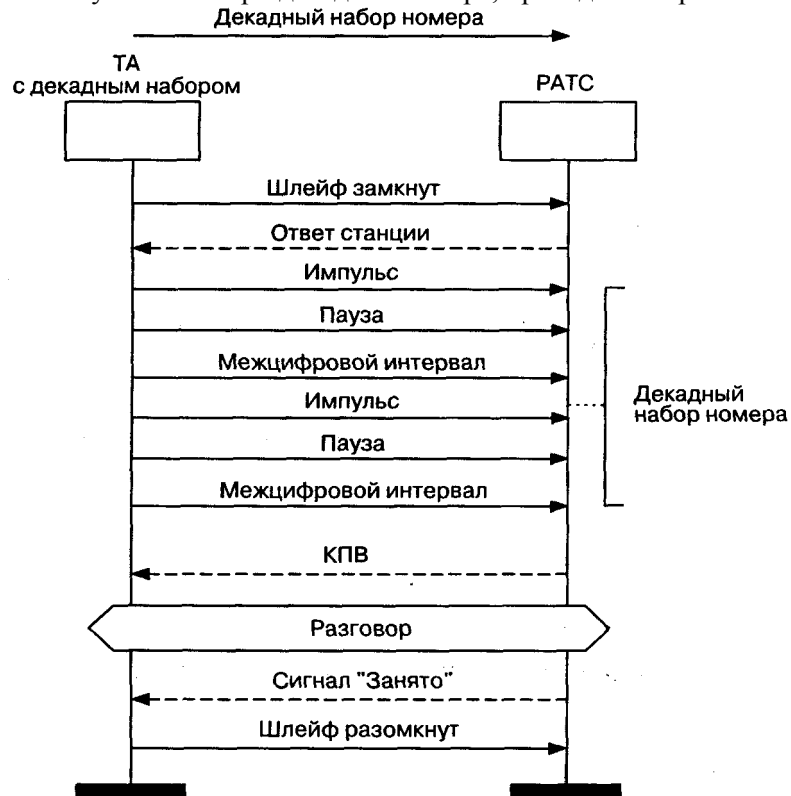 Декадный набор номера
ТА
с декадным набором
РАТС
Шлейф замкнут
Ответ станции
Импульс
Пауза
Межцифровой интервал
Импульс
Пауза
Межцифровой интервал
Декадный
набор номера
КПВ
Разговор
Сигнал "Занято"
Шлейф разомкнут